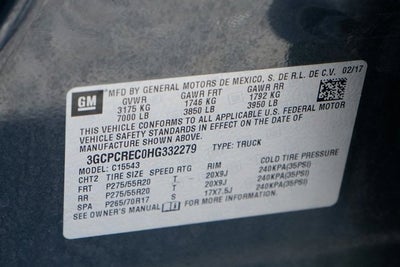 GM
MFD BY GENERAL MOTORS DE MEXICO, S. DE R.L. DE C.V. 02/17
GVWR GAWR FRT GAWR RR
3175 KG 1746 KG 1792 KG
7000 LB 3850 LB 3950 LB
THIS VEHICLE CONFORMS TO ALL APPLICABLE U.S. FEDERAL MOTOR
VEHICLE SAFETY STANDARDS IN EFFECT ON THE DATE OF
MANUFACTURE SHOWN ABOVE.
3GCPCREC0HG332279 TYPE: TRUCK
MODEL: C15543
CHT2 TIRE SIZE SPEED RTG RIM COLD TIRE PRESSURE
FRT P275/55R20 T 20X9J 240KPA(35PSI)
RR P275/55R20 T 20X9J 240KPA(35PSI)
SPA P265/70R17 S 17X7.5J 240KPA(35PSI)
SEE OWNER'S MANUAL FOR MORE INFORMATION.